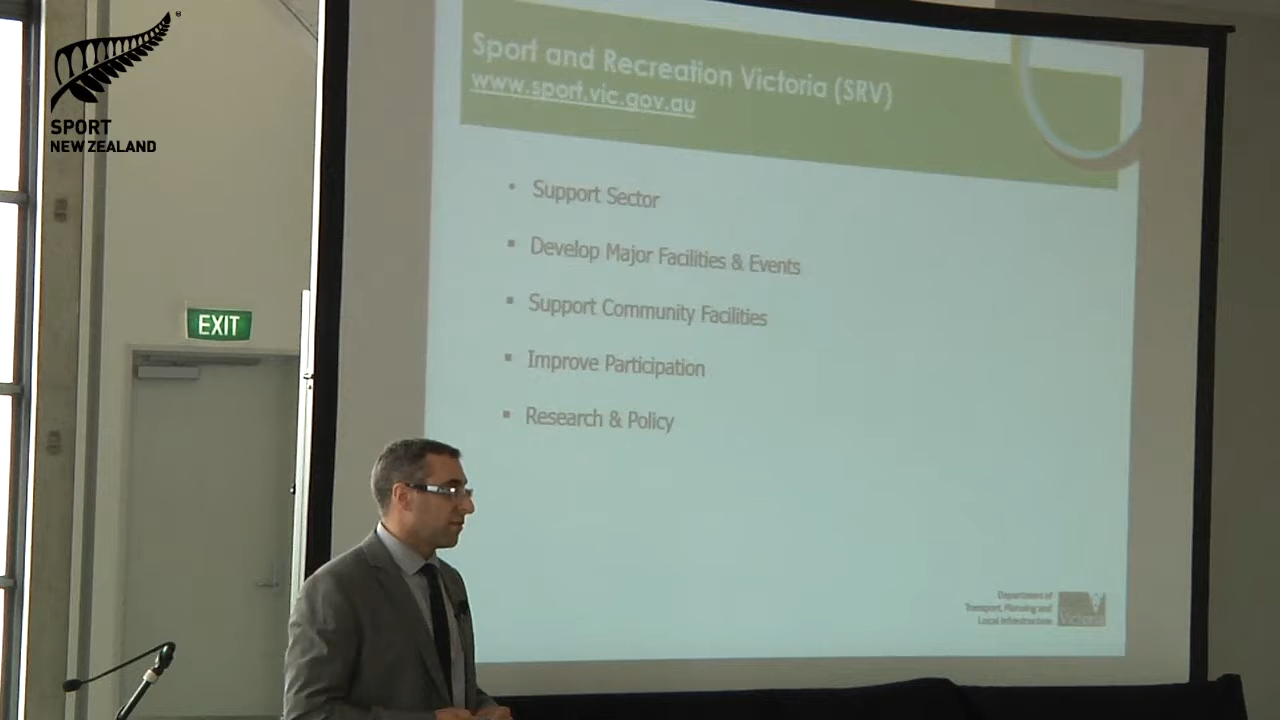 SPORT
NEW ZEALAND
EXIT
Sport and Recreation Victoria (SRV)
www.sport.vic.gov.au
Support Sector
Develop Major Facilities & Events
Support Community Facilities
Improve Participation
Research & Policy
Department of
Transport, Planning and
Local Infrastructure
Victoria